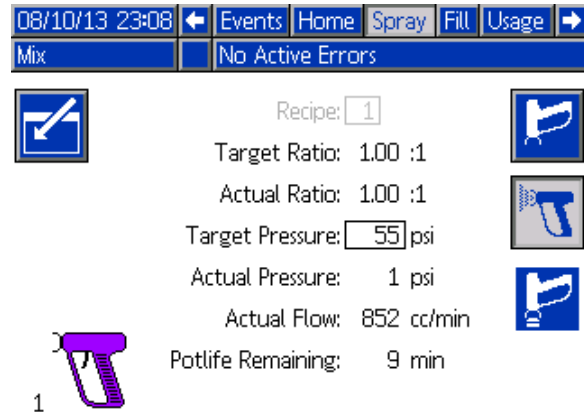 08/10/13 23:08 Events Home Spray Fill Usage
Mix No Active Errors
Recipe: 1
Target Ratio: 1.00 :1
Actual Ratio: 1.00 :1
Target Pressure: 55 psi
Actual Pressure: 1 psi
Actual Flow: 852 cc/min
Potlife Remaining: 9 min
1